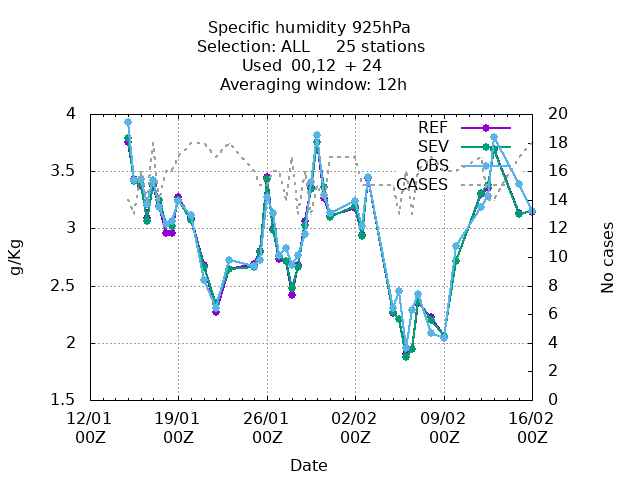 Specific humidity 925hPa
Selection: ALL 25 stations
Used 00,12 + 24
Averaging window: 12h
4 20
18
3.5 16
14
3 12
10
2.5 8
6
2 4
2
1.5 0
REF
SEV
OBS
CASES
g/Kg
No cases
12/01 19/01 26/01 02/02 09/02 16/02
00Z 00Z 00Z 00Z 00Z 00Z
Date